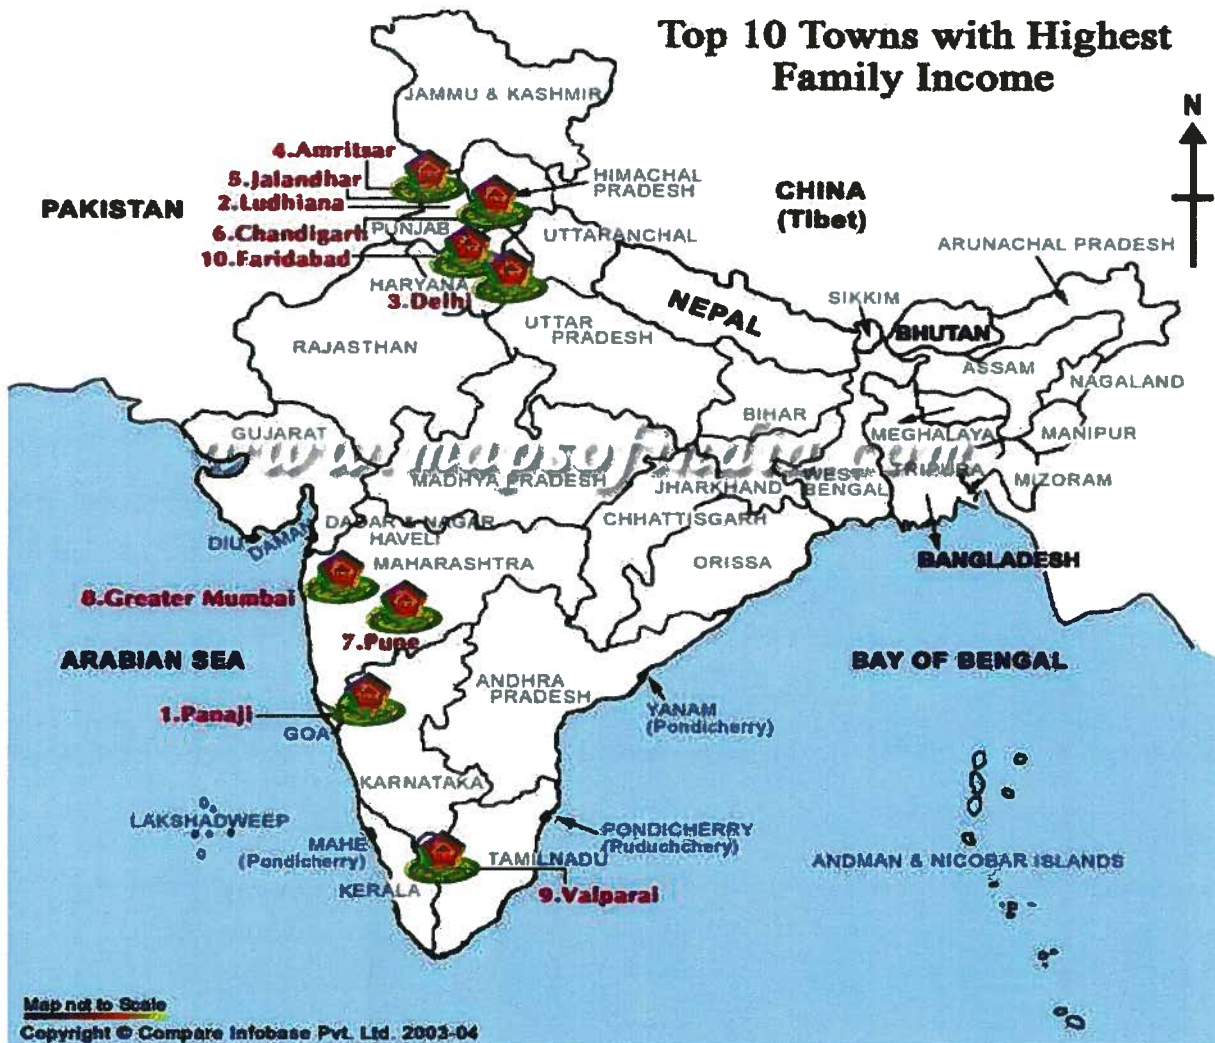 Top 10 Towns with Highest
Family Income
N
JAMMU & KASHMIR
4.Amritsar
5.Jalandhar
2.Ludhiana
6.Chandigarh
10.Faridabad
3.Delhi
HIMACHAL
PRADESH
PAKISTAN
CHINA
(Tibet)
PUNJAB
UTTARANCHAL
ARUNACHAL PRADESH
HARYANA
SIKKIM
NEPAL
BHUTAN
UTTAR
PRADESH
RAJASTHAN
ASSAM
NAGALAND
BIHAR
GUJARAT
MEGHALAYA
MANIPUR
www.mapsofindia.com
MADHYA PRADESH
JHARKHAND
WEST
BENGAL
TRIPURA
MIZORAM
DADAR & NAGAR
HAVELI
CHHATTISGARH
DIU
DAMAN
MAHARASHTRA
ORISSA
BANGLADESH
8.Greater Mumbai
7.Pune
ARABIAN SEA
BAY OF BENGAL
ANDHRA
PRADESH
1.Panaji
GOA
YANAM
(Pondicherry)
KARNATAKA
LAKSHADWEEP
MAHE
(Pondicherry)
PONDICHERRY
(Puduchchery)
TAMILNADU
ANDMAN & NICOBAR ISLANDS
KERALA
9.Valparai
Map not to Scale
Copyright © Compare Infobase Pvt. Ltd. 2003-04